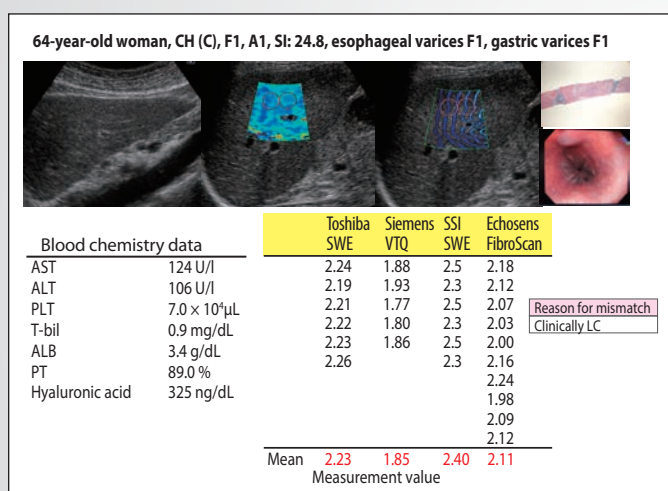 64-year-old woman, CH (C), F1, A1, SI: 24.8, esophageal varices F1, gastric varices F1
Blood chemistry data
AST 124 U/l
ALT 106 U/l
PLT 7.0 × 10⁴μL
T-bil 0.9 mg/dL
ALB 3.4 g/dL
PT 89.0 %
Hyaluronic acid 325 ng/dL
Toshiba Siemens SSI Echosens
SWE VTQ SWE FibroScan
2.24 1.88 2.5 2.18
2.19 1.93 2.3 2.12
2.21 1.77 2.5 2.07
2.22 1.80 2.3 2.03
2.23 1.86 2.5 2.00
2.26 2.3 2.16
2.24
1.98
2.09
2.12
Mean 2.23 1.85 2.40 2.11
Measurement value
Reason for mismatch
Clinically LC